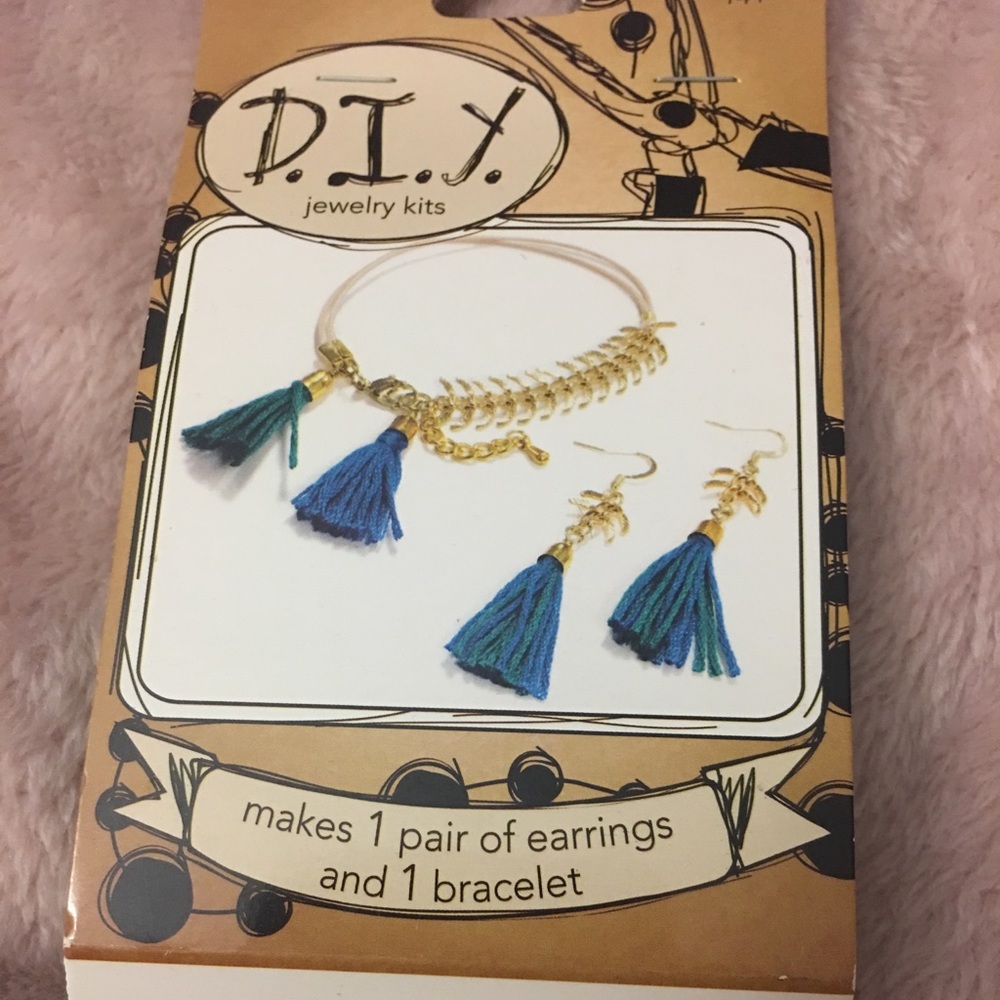 D.I.Y.
jewelry kits
makes 1 pair of earrings
and 1 bracelet